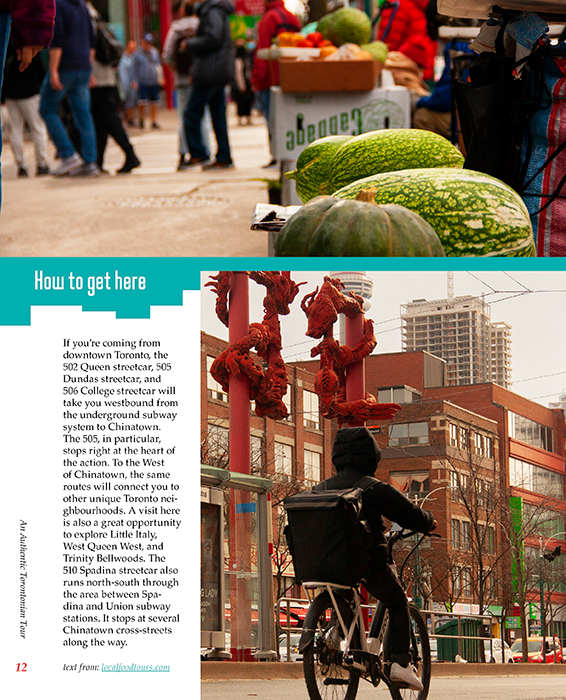 cabbage
How to get here
If you're coming from
downtown Toronto, the
502 Queen streetcar, 505
Dundas streetcar, and
506 College streetcar will
take you westbound from
the underground subway
system to Chinatown.
The 505, in particular,
stops right at the heart of
the action. To the West
of Chinatown, the same
routes will connect you to
other unique Toronto nei-
ghbourhoods. A visit here
is also a great opportunity
to explore Little Italy,
West Queen West, and
Trinity Bellwoods. The
510 Spadina streetcar also
runs north-south through
the area between Spa-
dina and Union subway
stations. It stops at several
Chinatown cross-streets
along the way.
An Authentic Torontonian Tour
12
text from: localfoodtours.com